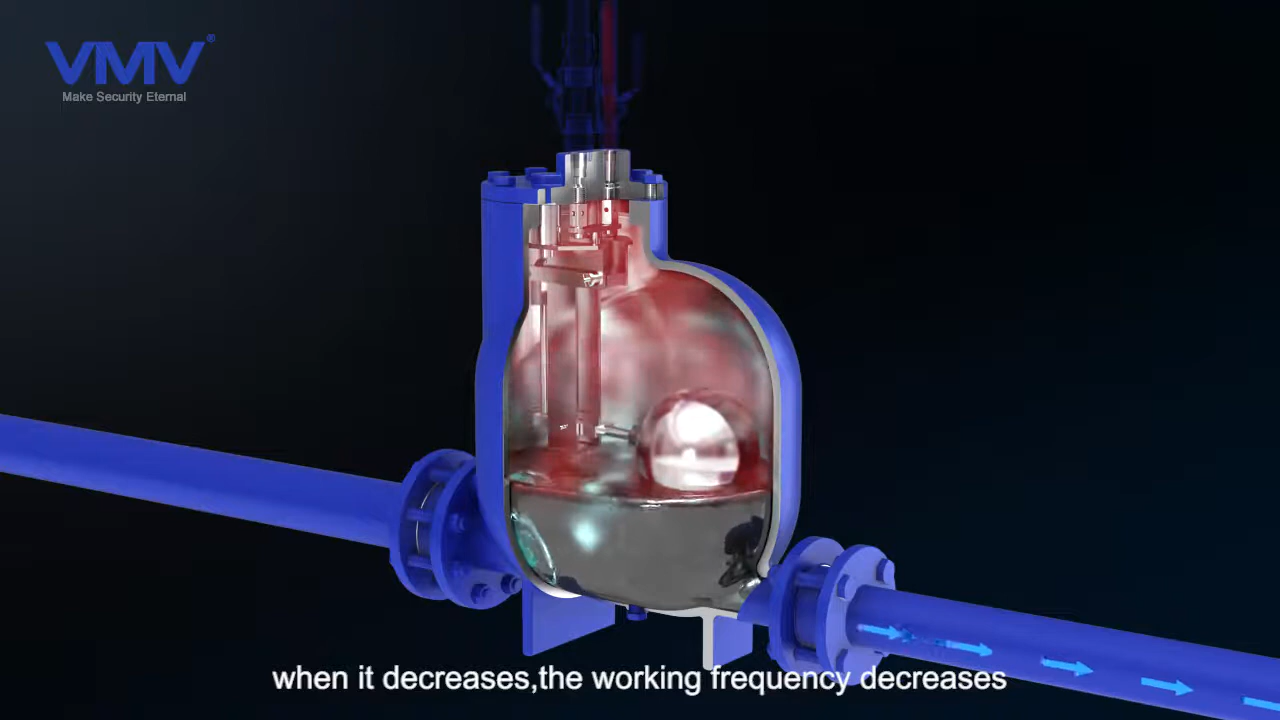 VMV®
Make Security Eternal
when it decreases,the working frequency decreases